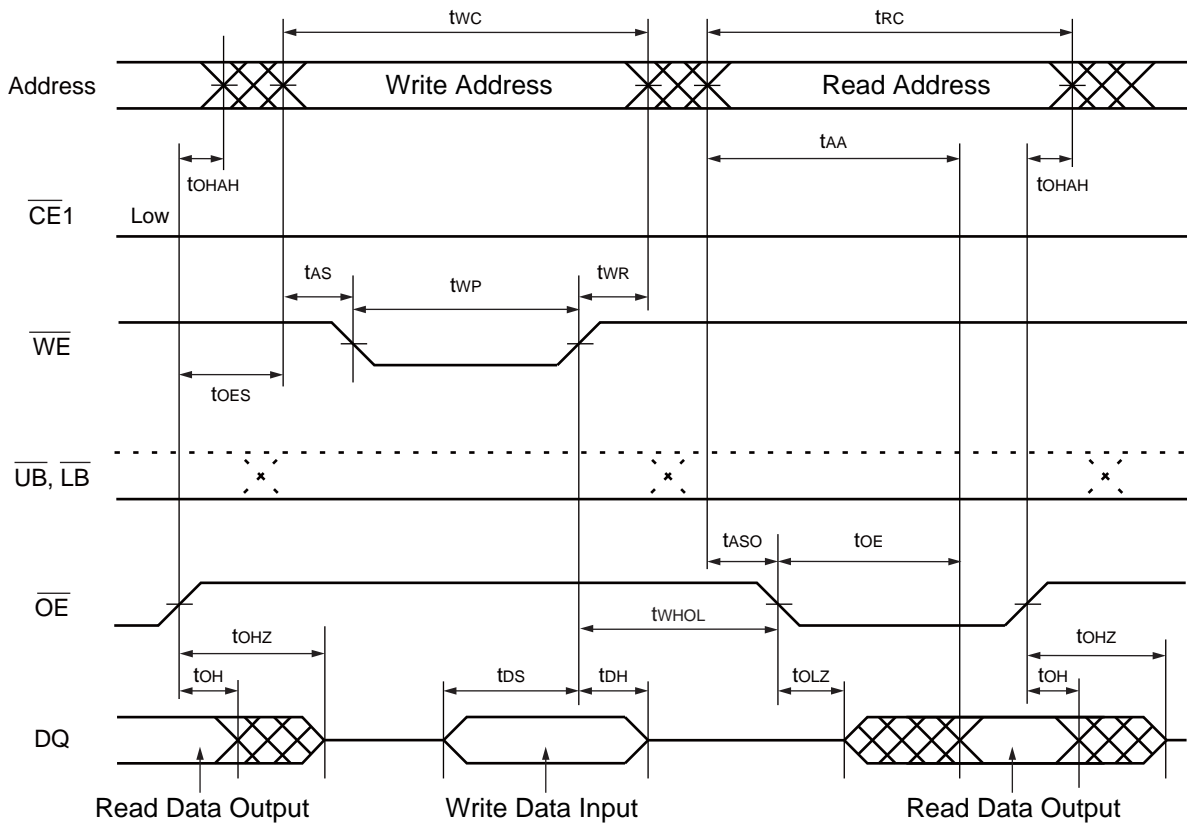 tWC
tRC
Address
Write Address
Read Address
tAA
tOHAH
tOHAH
CE1
Low
tAS
tWP
tWR
WE
tOES
UB, LB
tASO
tOE
OE
tWHOL
tOHZ
tOHZ
tOH
tDS
tDH
tOLZ
tOH
DQ
Read Data Output
Write Data Input
Read Data Output